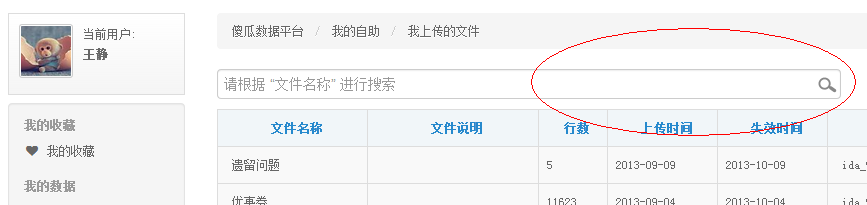 当前用户:
王静
我的收藏
我的收藏
我的数据
傻瓜数据平台 / 我的自助 / 我上传的文件
请根据 “文件名称” 进行搜索
文件名称 文件说明 行数 上传时间 失效时间
遗留问题 5 2013-09-09 2013-10-09
优惠券 11623 2013-09-04 2013-10-04